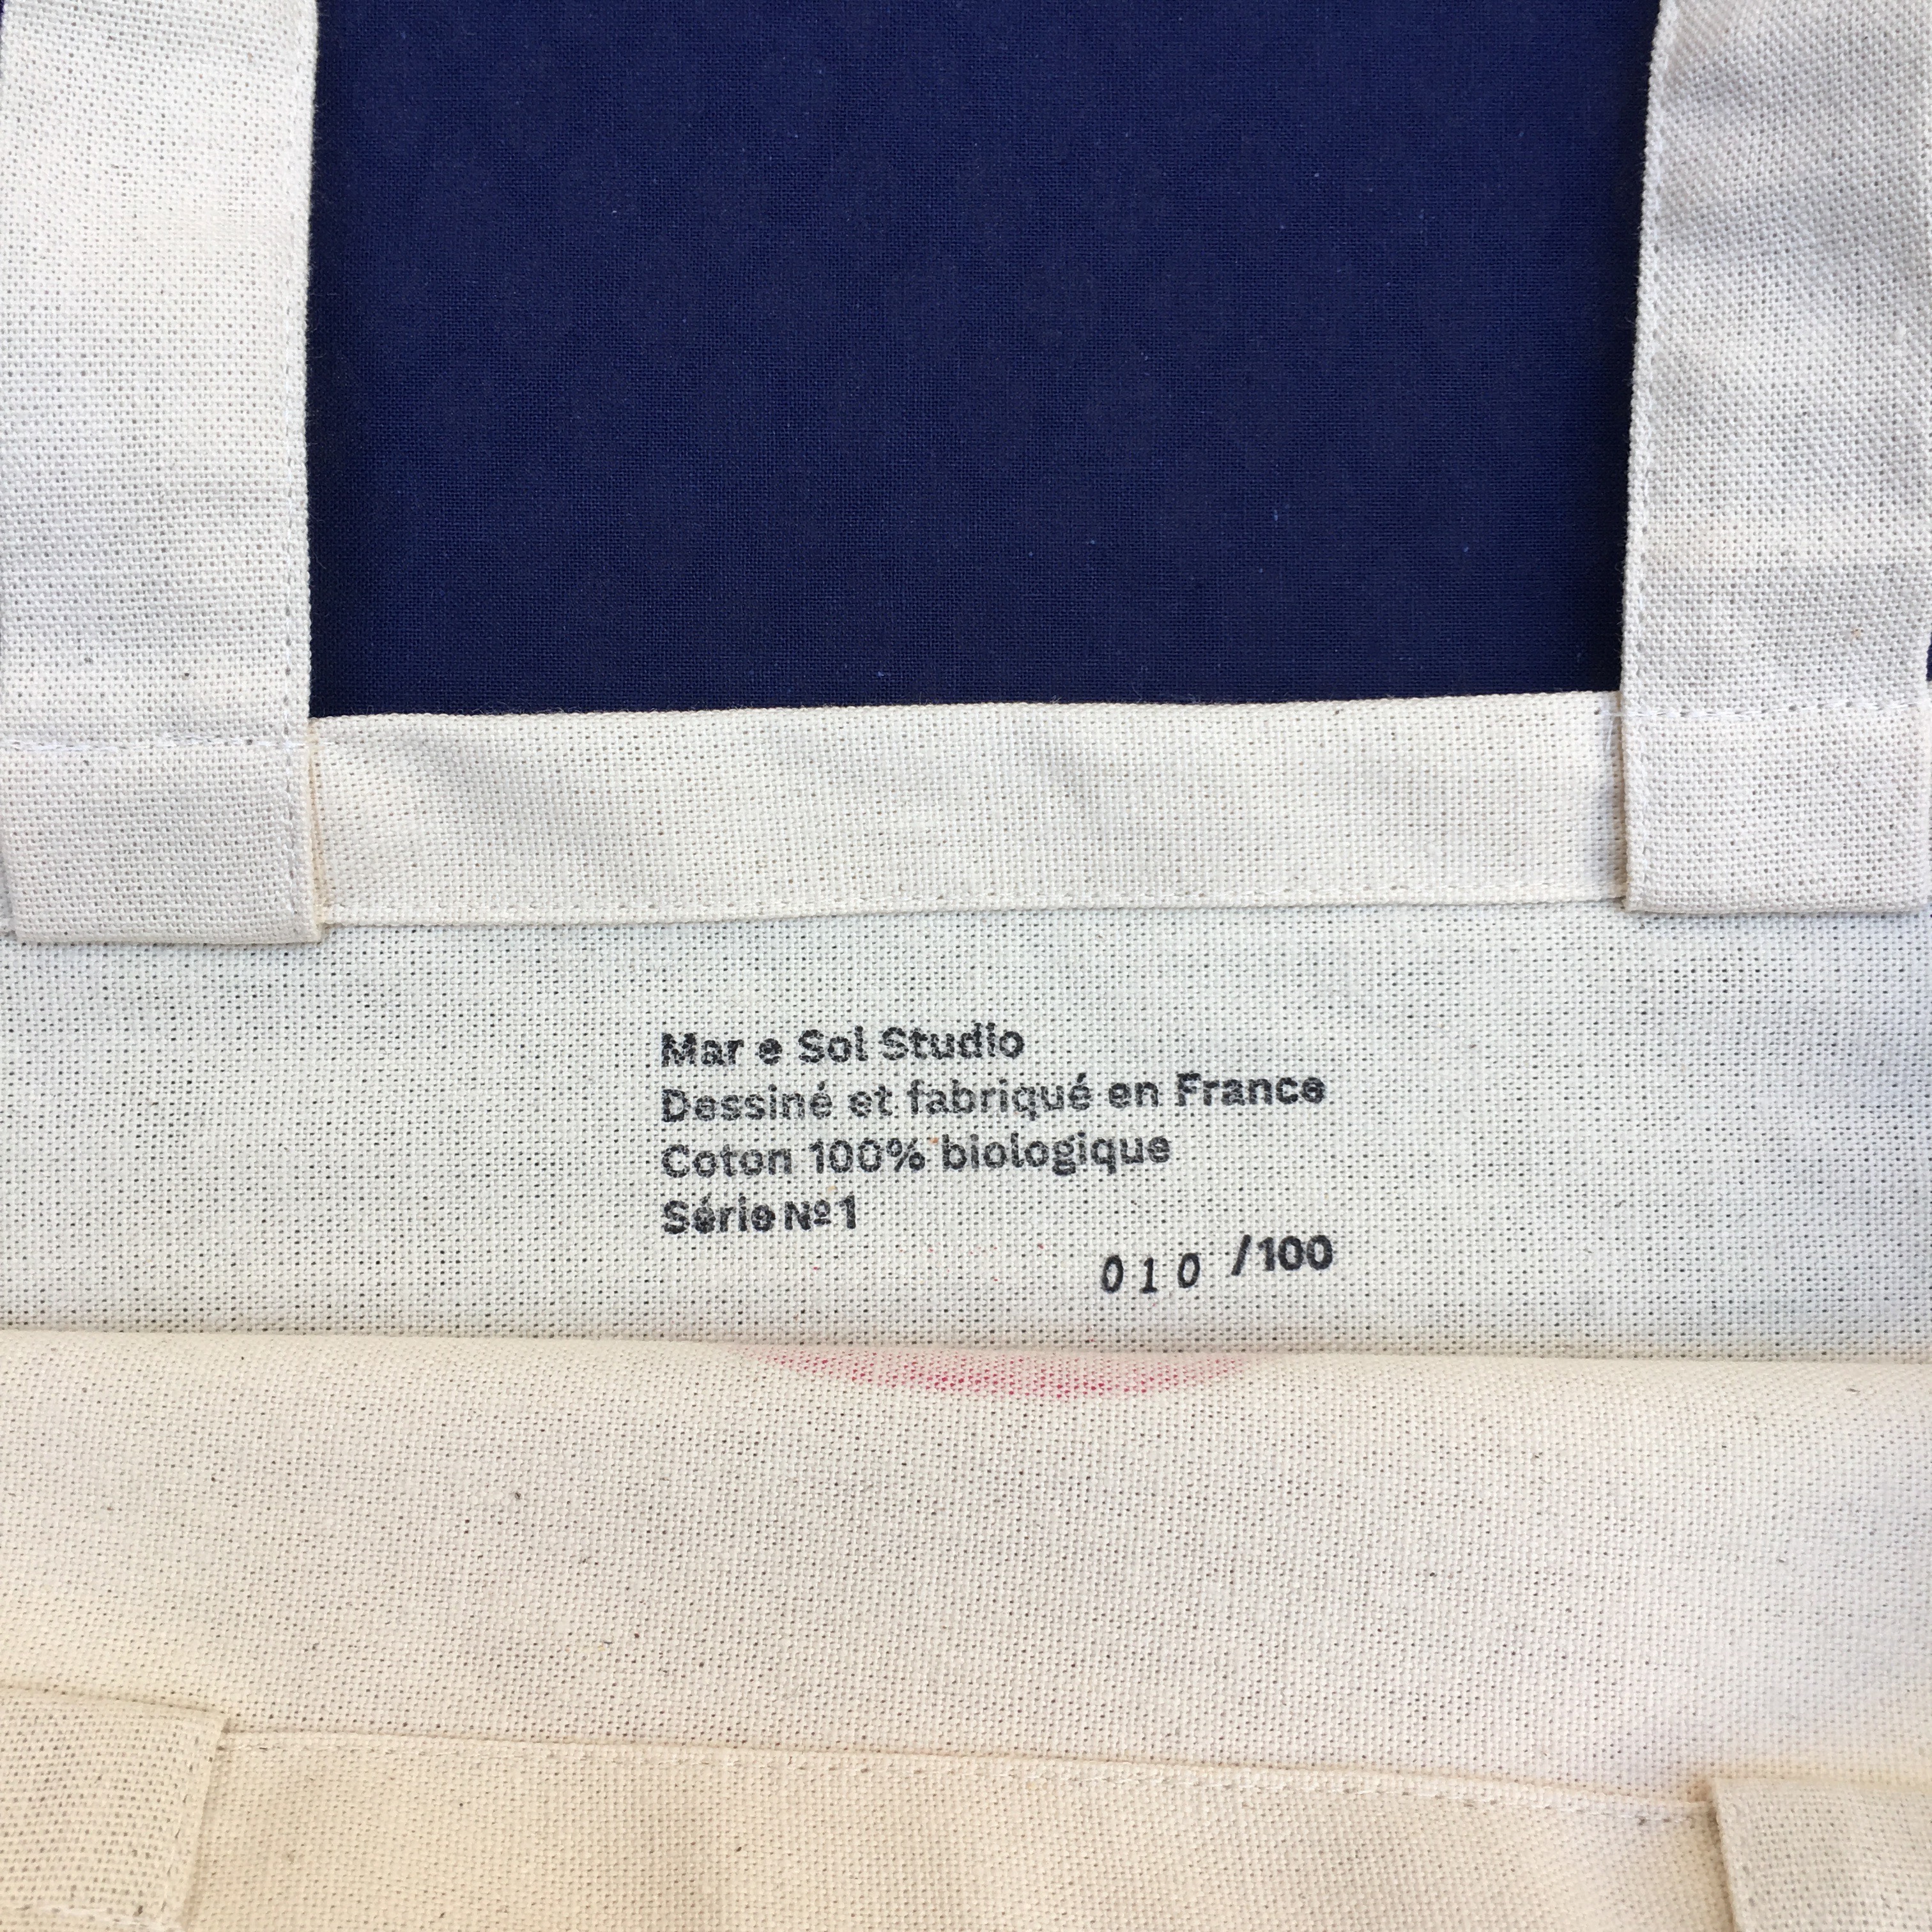 Mar e Sol Studio
Dessiné et fabriqué en France
Coton 100% biologique
Série Nº1
010 /100